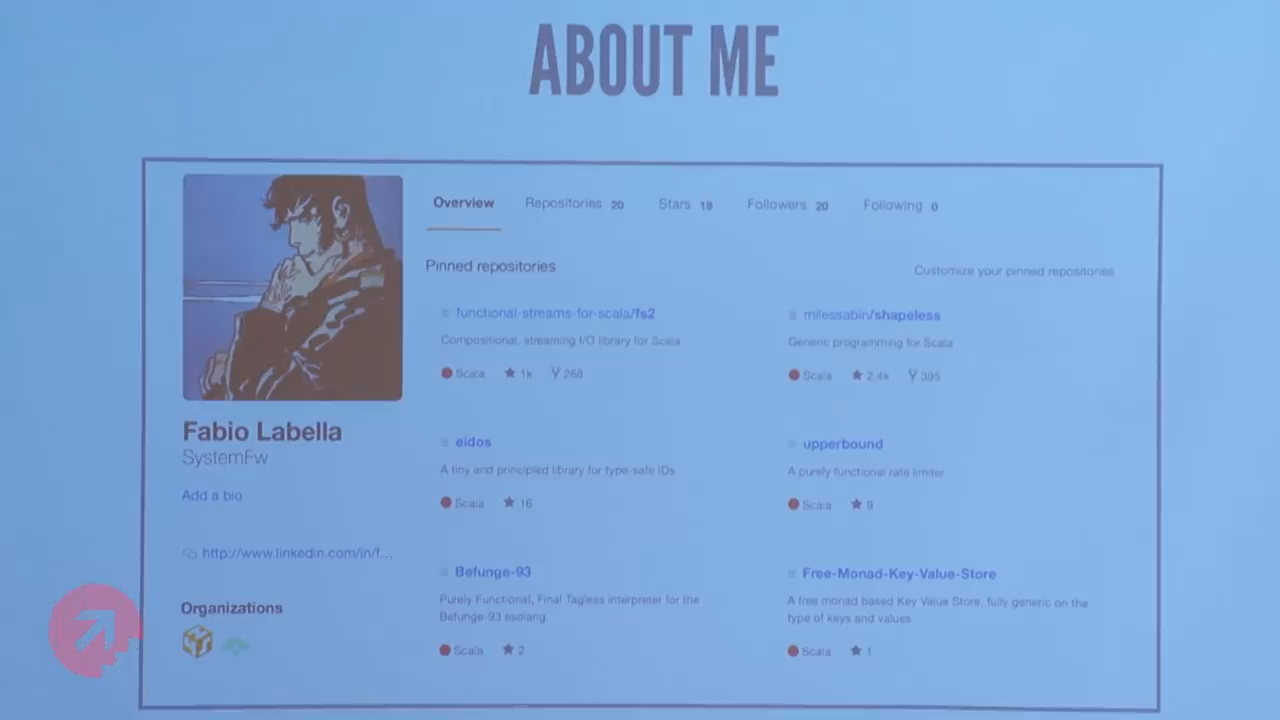 ABOUT ME
Overview Repositories 20 Stars 18 Followers 20 Following 0
Pinned repositories Customize your pinned repositories
functional-streams-for-scala/fs2
Compositional, streaming I/O library for Scala
Scala 1k 268
milessabin/shapeless
Generic programming for Scala
Scala 2.4k 395
Fabio Labella
SystemFw
Add a bio
http://www.linkedin.com/in/f...
Organizations
eidos
A tiny and principled library for type-safe IDs
Scala 16
upperbound
A purely functional rate limiter
Scala 9
Befunge-93
Purely Functional, Final Tagless interpreter for the
Befunge-93 esolang
Scala 2
Free-Monad-Key-Value-Store
A free monad based Key Value Store, fully generic on the
type of keys and values
Scala 1